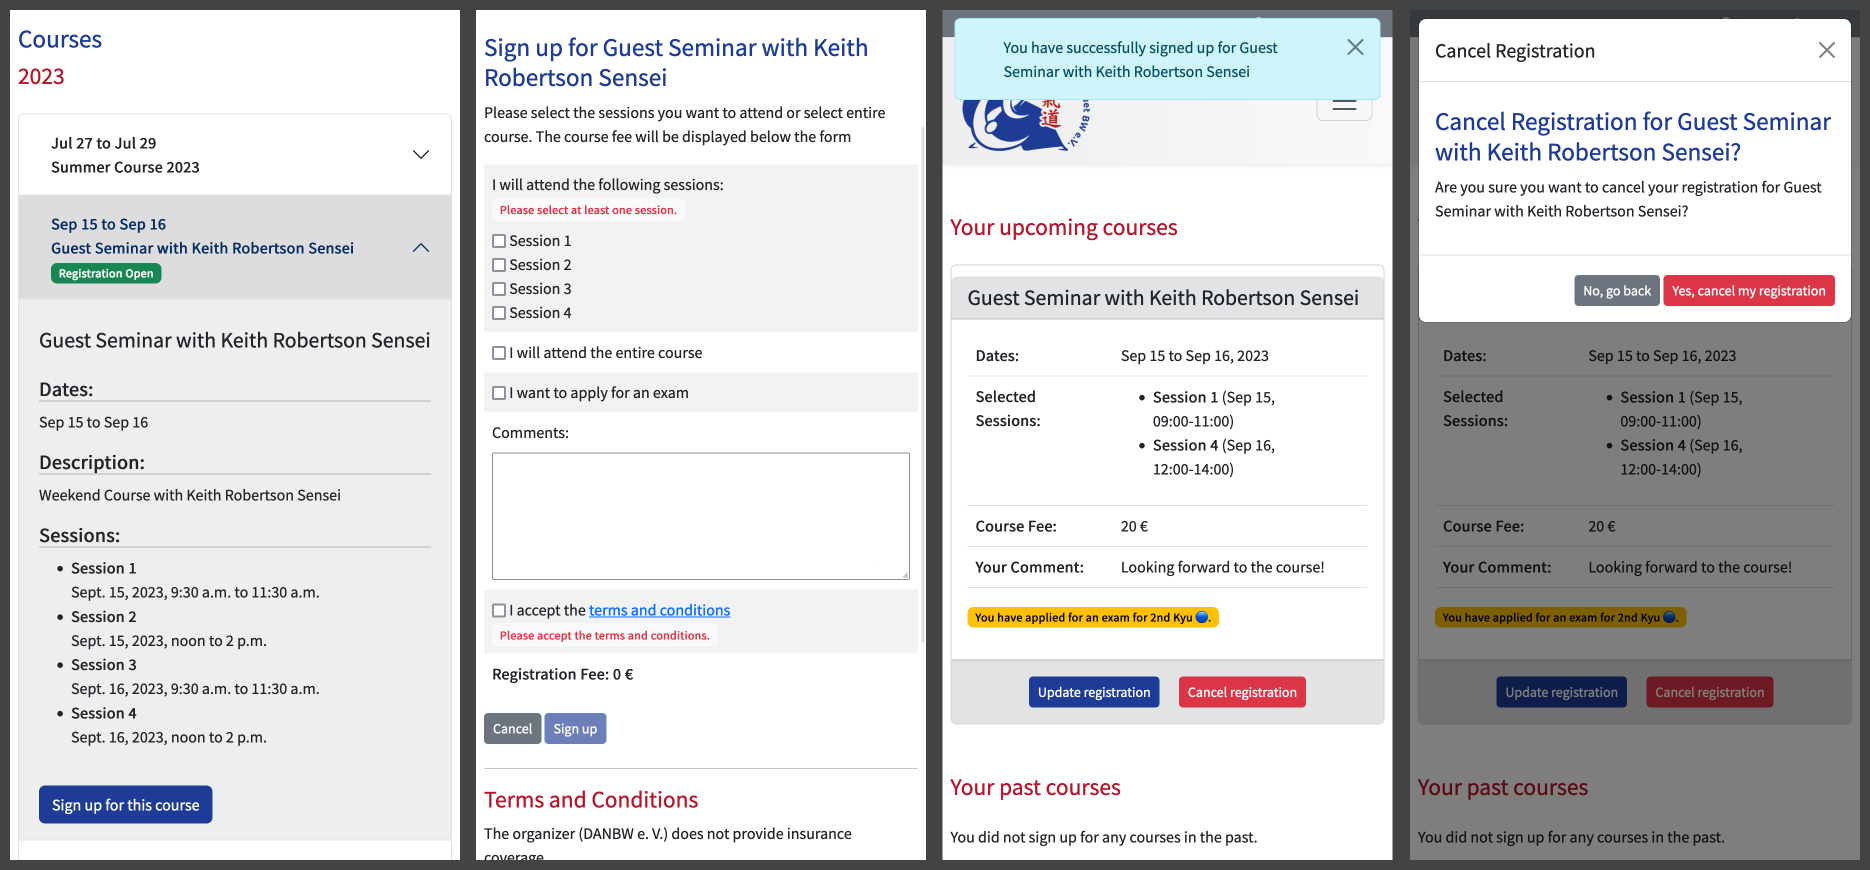 Courses
2023
Jul 27 to Jul 29
Summer Course 2023
Sep 15 to Sep 16
Guest Seminar with Keith Robertson Sensei
Registration Open
Guest Seminar with Keith Robertson Sensei
Dates:
Sep 15 to Sep 16
Description:
Weekend Course with Keith Robertson Sensei
Sessions:
Session 1
Sept. 15, 2023, 9:30 a.m. to 11:30 a.m.
Session 2
Sept. 15, 2023, noon to 2 p.m.
Session 3
Sept. 16, 2023, 9:30 a.m. to 11:30 a.m.
Session 4
Sept. 16, 2023, noon to 2 p.m.
Sign up for this course
Sign up for Guest Seminar with Keith
Robertson Sensei
Please select the sessions you want to attend or select entire
course. The course fee will be displayed below the form
I will attend the following sessions:
Please select at least one session.
Session 1
Session 2
Session 3
Session 4
I will attend the entire course
I want to apply for an exam
Comments:
I accept the terms and conditions
Please accept the terms and conditions.
Registration Fee: 0 €
Cancel
Sign up
Terms and Conditions
The organizer (DANBW e. V.) does not provide insurance
coverage
You have successfully signed up for Guest
Seminar with Keith Robertson Sensei
氣道
net BW e.V.
Your upcoming courses
Guest Seminar with Keith Robertson Sensei
Dates: Sep 15 to Sep 16, 2023
Selected Sessions:
Session 1 (Sep 15,
09:00-11:00)
Session 4 (Sep 16,
12:00-14:00)
Course Fee: 20 €
Your Comment: Looking forward to the course!
You have applied for an exam for 2nd Kyu 🔵.
Update registration
Cancel registration
Your past courses
You did not sign up for any courses in the past.
Cancel Registration
Cancel Registration for Guest Seminar
with Keith Robertson Sensei?
Are you sure you want to cancel your registration for Guest
Seminar with Keith Robertson Sensei?
No, go back
Yes, cancel my registration
Dates: Sep 15 to Sep 16, 2023
Selected Sessions:
Session 1 (Sep 15,
09:00-11:00)
Session 4 (Sep 16,
12:00-14:00)
Course Fee: 20 €
Your Comment: Looking forward to the course!
You have applied for an exam for 2nd Kyu 🔵.
Update registration
Cancel registration
Your past courses
You did not sign up for any courses in the past.